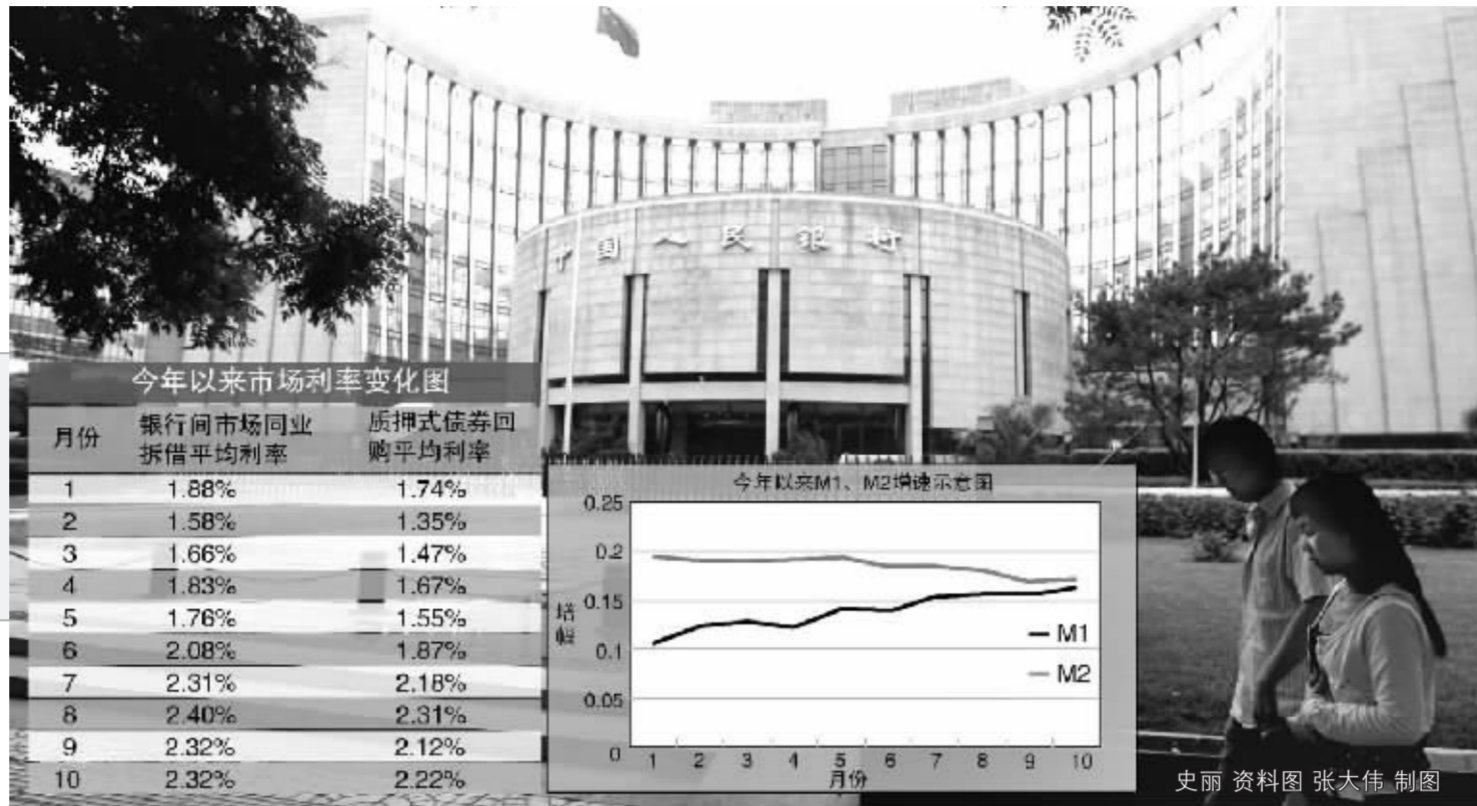 中国人民银行
今年以来市场利率变化图
月份 银行间市场同业拆借平均利率 质押式债券回购平均利率
1 1.88% 1.74%
2 1.58% 1.35%
3 1.66% 1.47%
4 1.83% 1.67%
5 1.76% 1.55%
6 2.08% 1.87%
7 2.31% 2.18%
8 2.40% 2.31%
9 2.32% 2.12%
10 2.32% 2.22%
今年以来M1、M2增速示意图
增幅
0.25
0.2
0.15
0.1
0.05
0
M1
M2
1 2 3 4 5 6 7 8 9 10
月份
史丽 资料图 张大伟 制图